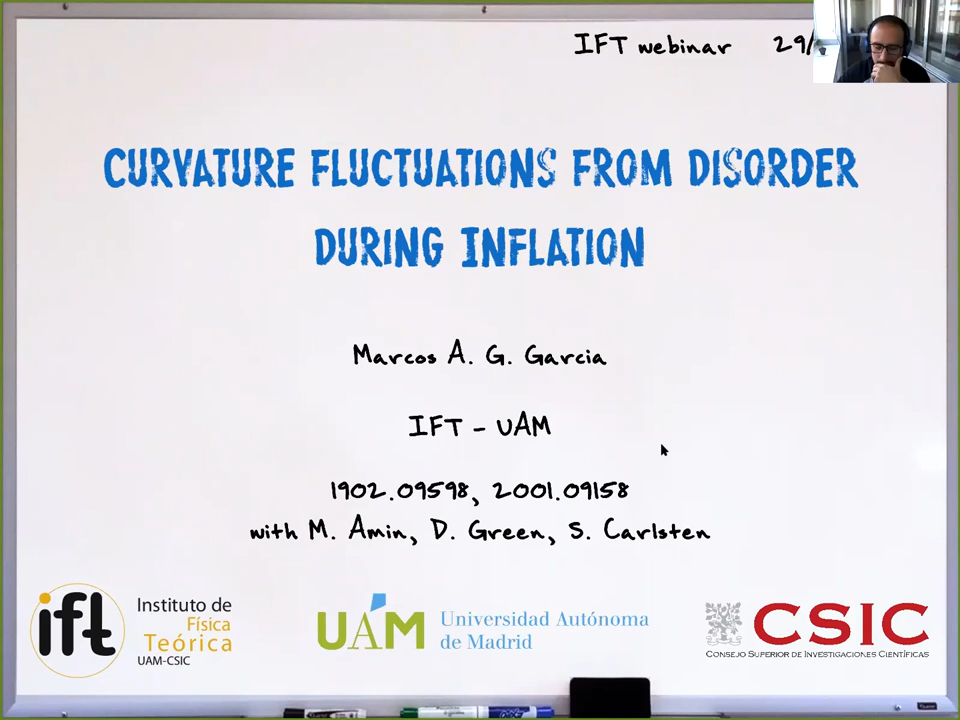 IFT webinar 29/
CURVATURE FLUCTUATIONS FROM DISORDER
DURING INFLATION
Marcos A. G. Garcia
IFT - UAM
1902.09598, 2001.09158
with M. Amin, D. Green, S. Carlsten
ift
Instituto de
Física
Teórica
UAM-CSIC
UAM
Universidad Autónoma
de Madrid
CSIC
CONSEJO SUPERIOR DE INVESTIGACIONES CIENTÍFICAS